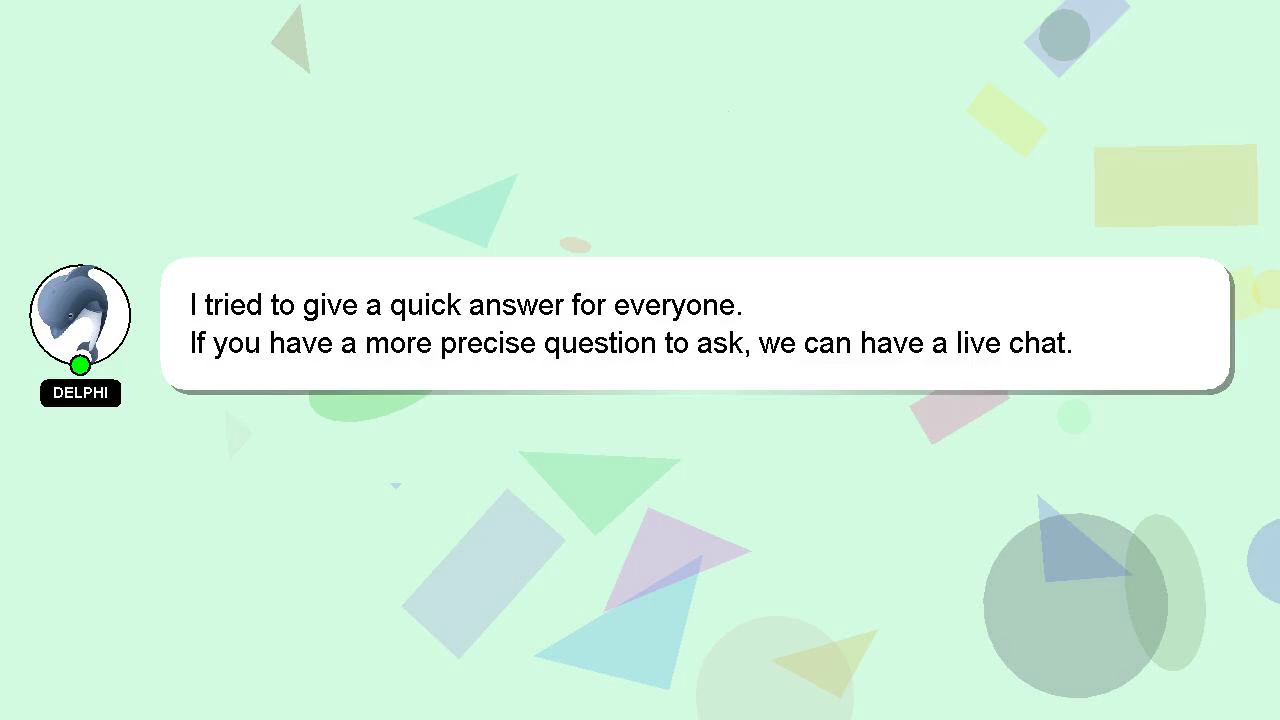 I tried to give a quick answer for everyone.
If you have a more precise question to ask, we can have a live chat.
DELPHI